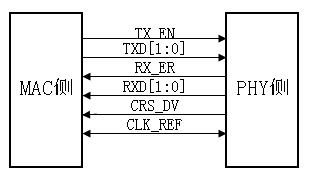 TX_EN
TXD[1:0]
RX_ER
MAC侧
RXD[1:0]
PHY侧
CRS_DV
CLK_REF